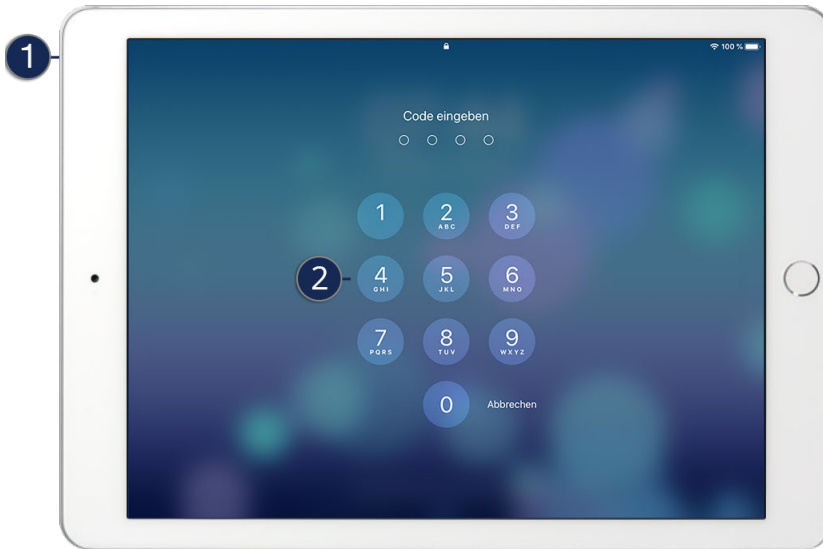 1
100 %
Code eingeben
1
2
ABC
3
DEF
2
4
GHI
5
JKL
6
MNO
7
PQRS
8
TUV
9
WXYZ
0
Abbrechen